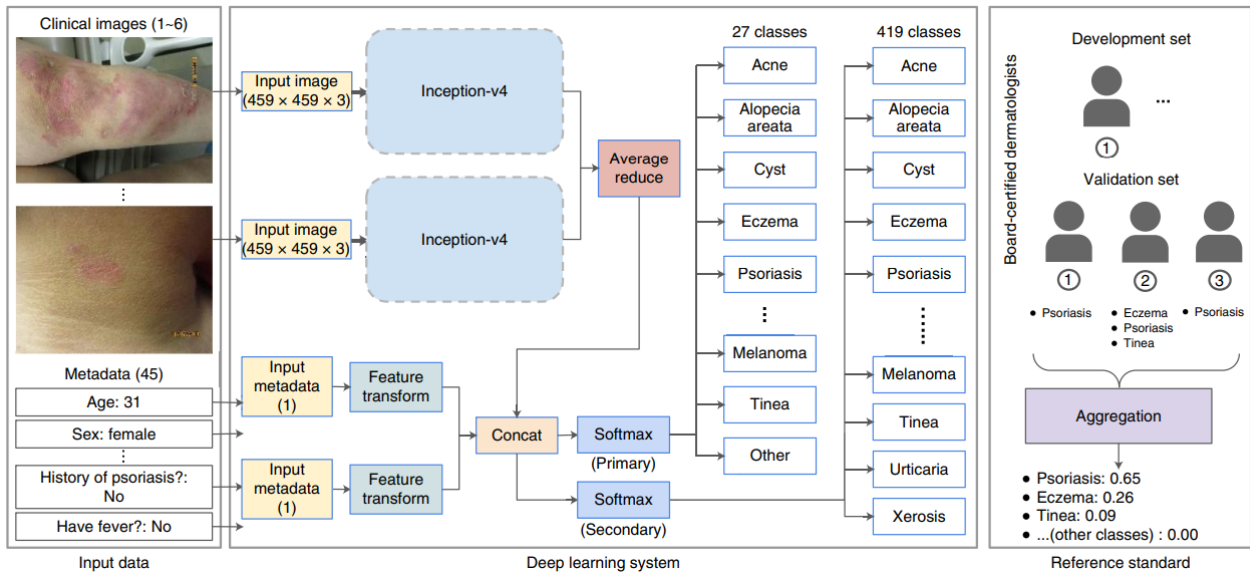 Clinical images (1~6)
Metadata (45)
Age: 31
Sex: female
History of psoriasis?:
No
Have fever?: No
Input data
Input image
(459 × 459 × 3)
Inception-v4
Input image
(459 × 459 × 3)
Inception-v4
Average
reduce
Input
metadata
(1)
Feature
transform
Input
metadata
(1)
Feature
transform
Concat
Softmax
(Primary)
Softmax
(Secondary)
27 classes
Acne
Alopecia
areata
Cyst
Eczema
Psoriasis
Melanoma
Tinea
Other
419 classes
Acne
Alopecia
areata
Cyst
Eczema
Psoriasis
Melanoma
Tinea
Urticaria
Xerosis
Deep learning system
Board-certified dermatologists
Development set
...
1
Validation set
1
2
3
• Psoriasis
• Eczema
• Psoriasis
• Tinea
• Psoriasis
Aggregation
• Psoriasis: 0.65
• Eczema: 0.26
• Tinea: 0.09
• ...(other classes) : 0.00
Reference standard